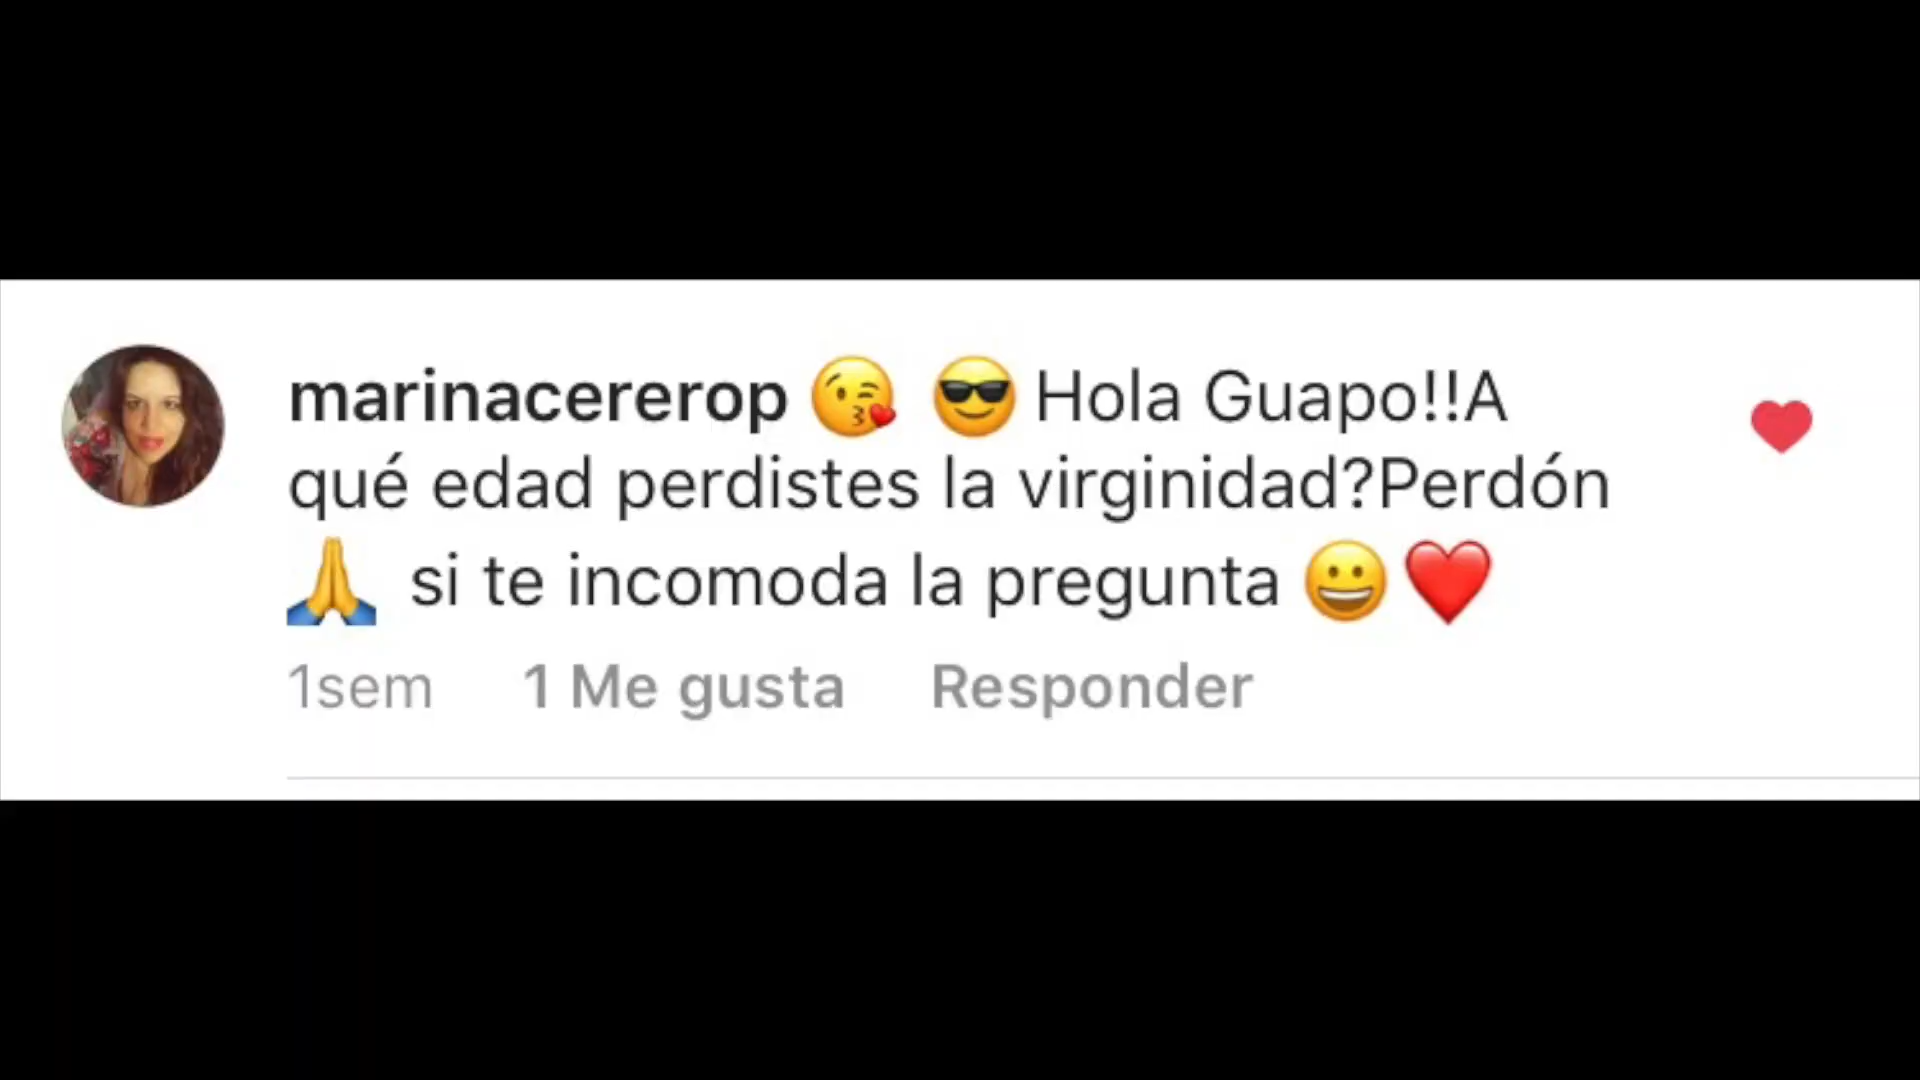 marinacererop 😘 😎 Hola Guapo!!A
qué edad perdistes la virginidad?Perdón
🙏 si te incomoda la pregunta 😀❤️
1sem 1 Me gusta Responder